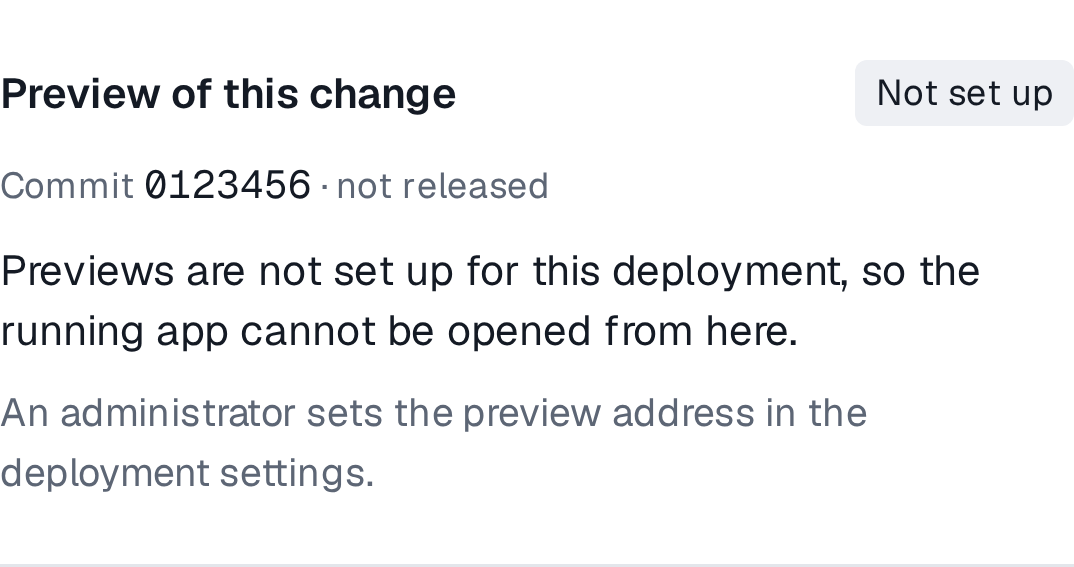 Preview of this change
Not set up
Commit 0123456 · not released
Previews are not set up for this deployment, so the
running app cannot be opened from here.
An administrator sets the preview address in the
deployment settings.